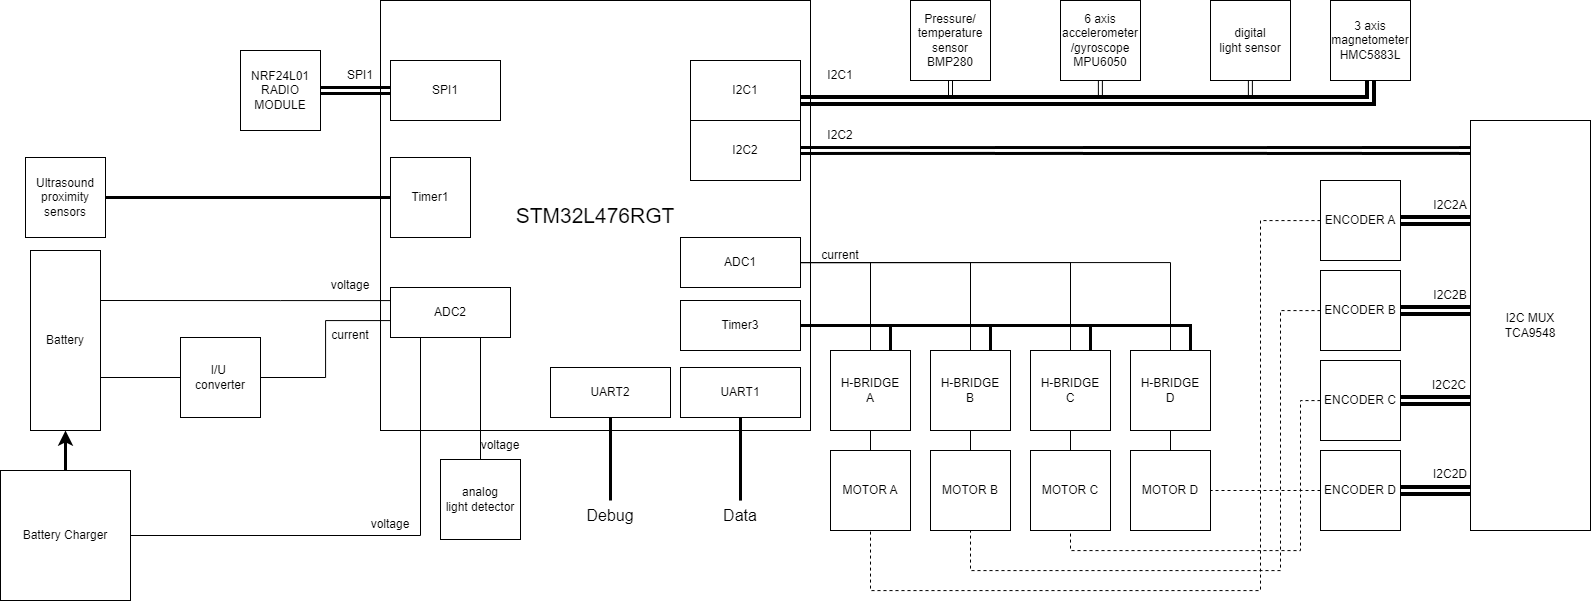 Pressure/
temperature
sensor
BMP280
6 axis
accelerometer
/gyroscope
MPU6050
digital
light sensor
3 axis
magnetometer
HMC5883L
NRF24L01
RADIO
MODULE
SPI1
SPI1
I2C1
I2C1
I2C2
I2C2
Ultrasound
proximity
sensors
Timer1
STM32L476RGT
ENCODER A
I2C2A
ADC1
current
voltage
ADC2
current
Timer3
Battery
I/U
converter
ENCODER B
I2C2B
I2C MUX
TCA9548
UART2
UART1
H-BRIDGE
A
H-BRIDGE
B
H-BRIDGE
C
H-BRIDGE
D
ENCODER C
I2C2C
voltage
analog
light detector
MOTOR A
MOTOR B
MOTOR C
MOTOR D
ENCODER D
I2C2D
Debug
Data
voltage
Battery Charger